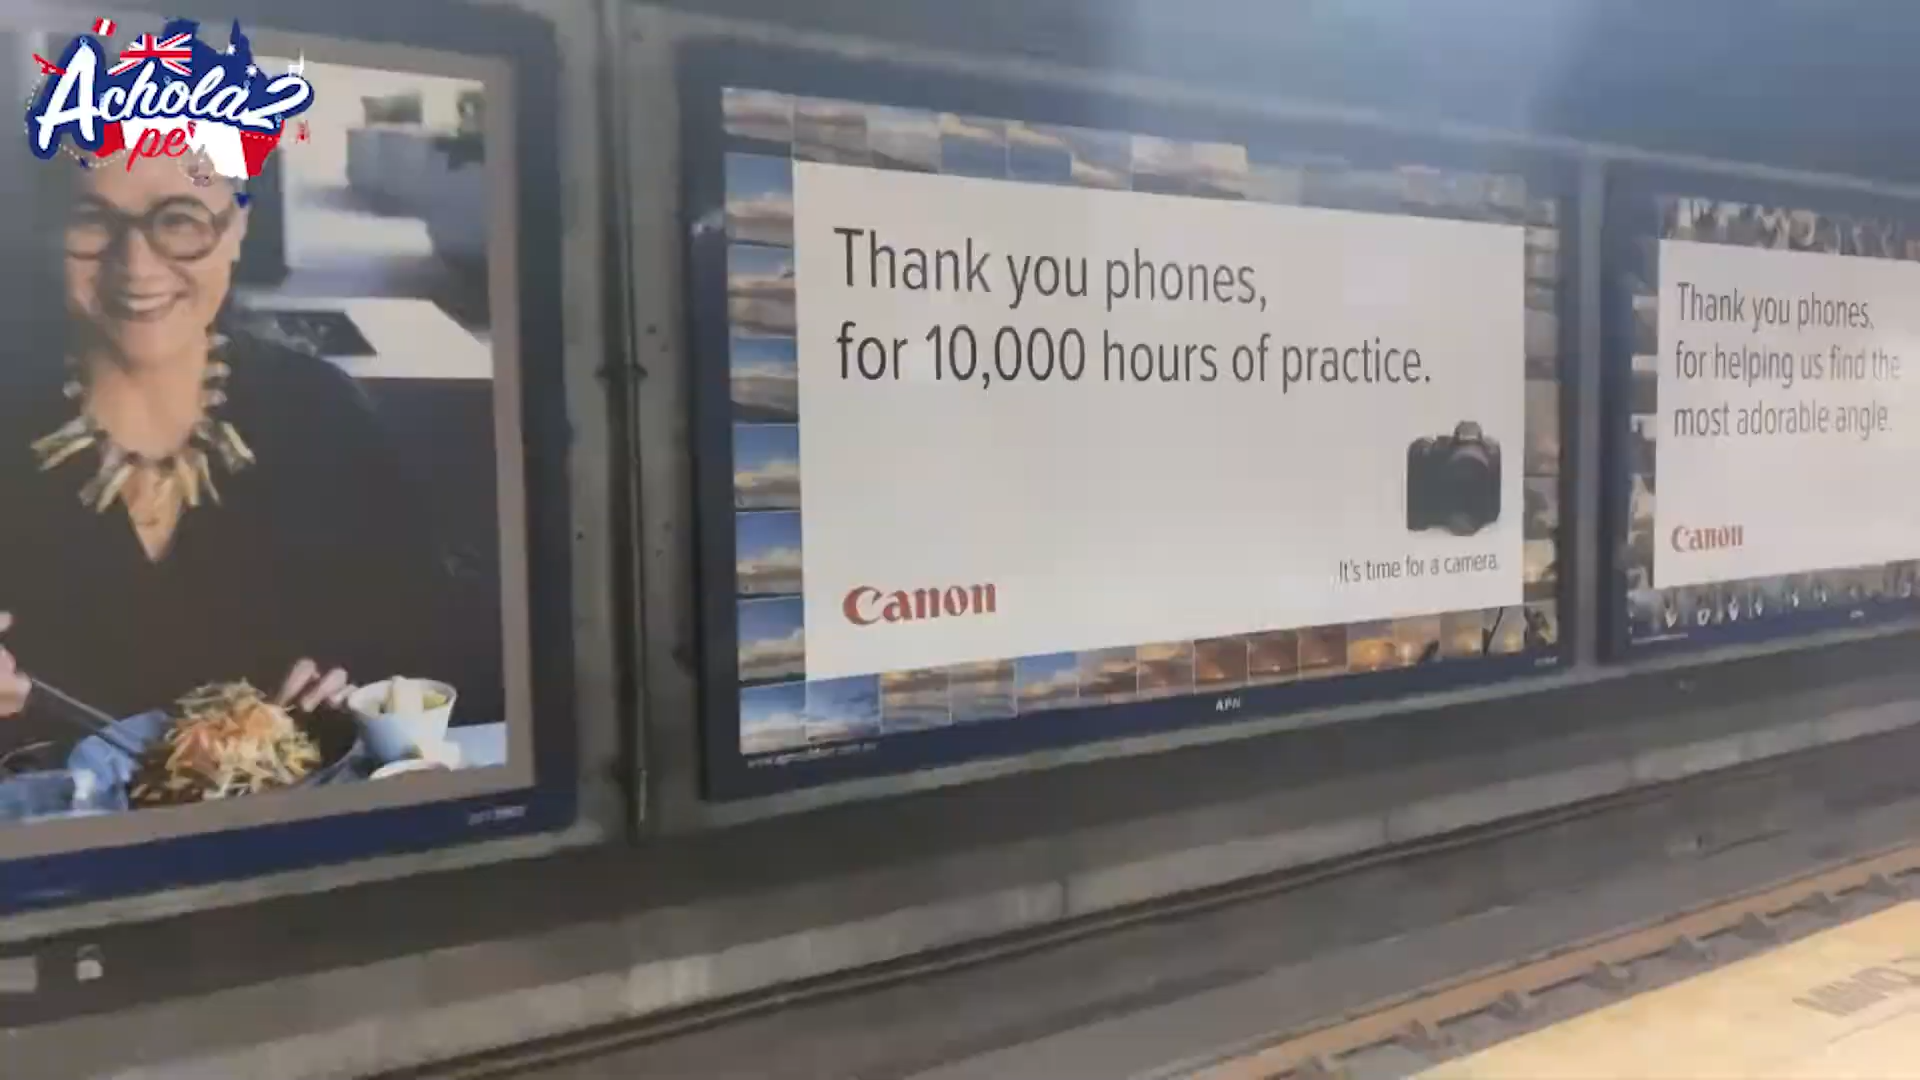 Achola2
pe
Thank you phones,
for 10,000 hours of practice.
Canon
It's time for a camera.
APN
Thank you phones,
for helping us find the
most adorable angle.
Canon